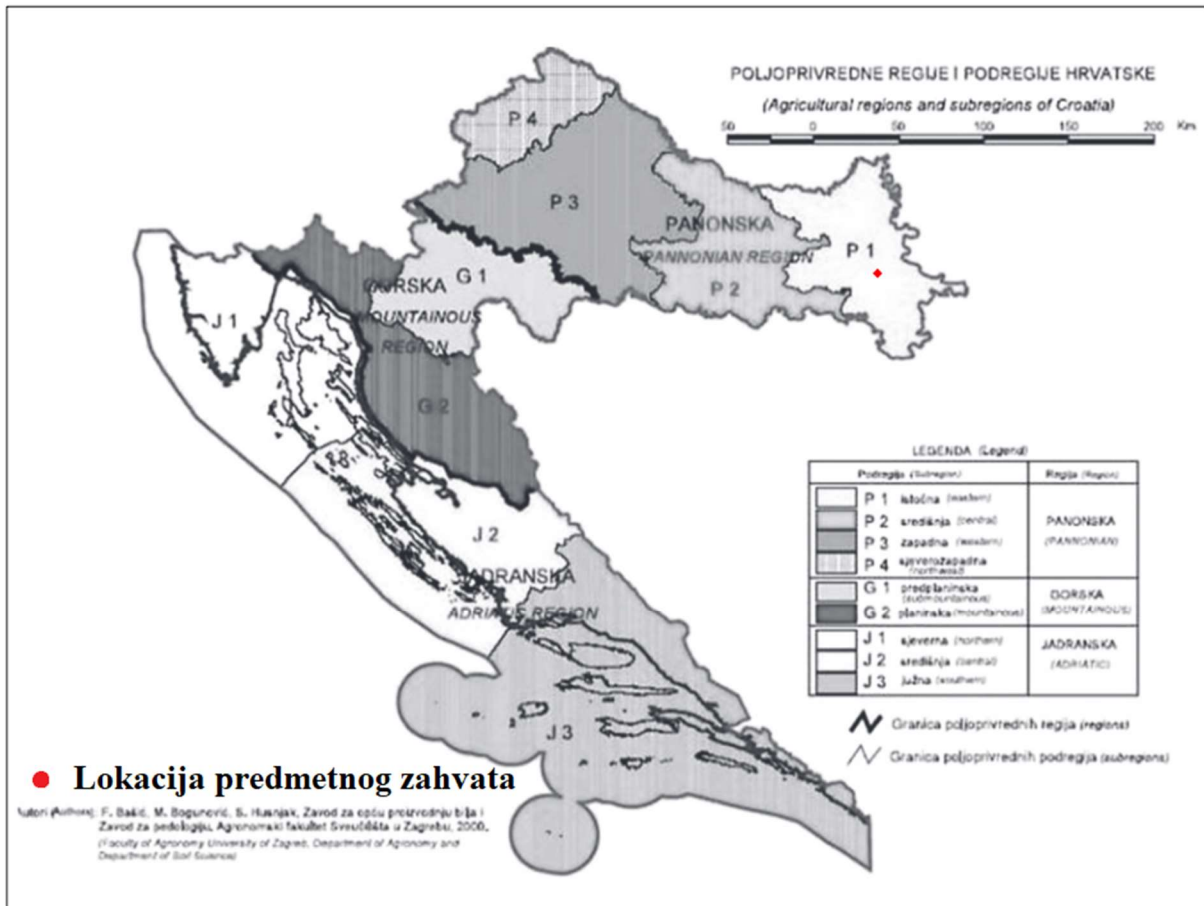 POLJOPRIVREDNE REGIJE I PODREGIJE HRVATSKE
(Agricultural regions and subregions of Croatia)
50 0 50 100 150 200 Km
P 4
P 3
PANONSKA
PANNONIAN REGION
P 1
P 2
GORSKA
G 1
MOUNTAINOUS
REGION
J 1
G 2
J 2
JADRANSKA
ADRIATIC REGION
J 3
LEGENDA (Legend)
Podregija (Subregion) Regija (Region)
P 1 istočna (eastern)
P 2 središnja (central)
P 3 zapadna (western)
P 4 sjeverozapadna (northwest)
PANONSKA
(PANNONIAN)
G 1 predplaninska (submountainous)
G 2 planinska (mountainous)
GORSKA
(MOUNTAINOUS)
J 1 sjeverna (northern)
J 2 središnja (central)
J 3 južna (southern)
JADRANSKA
(ADRIATIC)
Granica poljoprivrednih regija (regions)
Granica poljoprivrednih podregija (subregions)
Lokacija predmetnog zahvata
utori (Authors): F. Bašić, M. Bogunović, S. Husnjak, Zavod za opću proizvodnju bilja i
Zavod za pedologiju, Agronomski fakultet Sveučilišta u Zagrebu, 2000.
(Faculty of Agronomy University of Zagreb, Department of Agronomy and
Department of Soil Science)